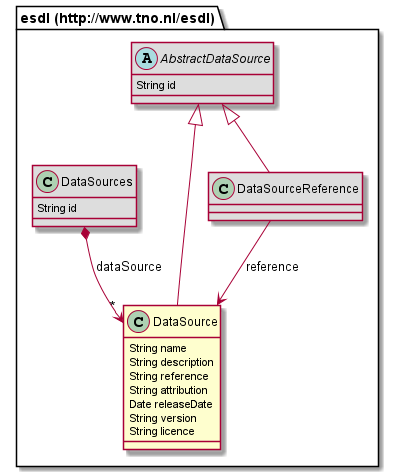 esdl (http://www.tno.nl/esdl)
A AbstractDataSource
String id
C DataSources
String id
C DataSourceReference
dataSource
reference
*
C DataSource
String name
String description
String reference
String attribution
Date releaseDate
String version
String licence